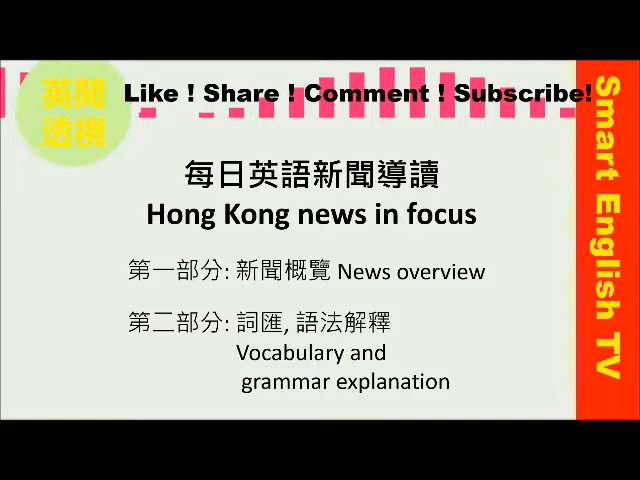 英聞
透視
Like ! Share ! Comment ! Subscribe!
每日英語新聞導讀
Hong Kong news in focus
第一部分: 新聞概覽 News overview
第二部分: 詞匯, 語法解釋
Vocabulary and
grammar explanation
Smart English TV